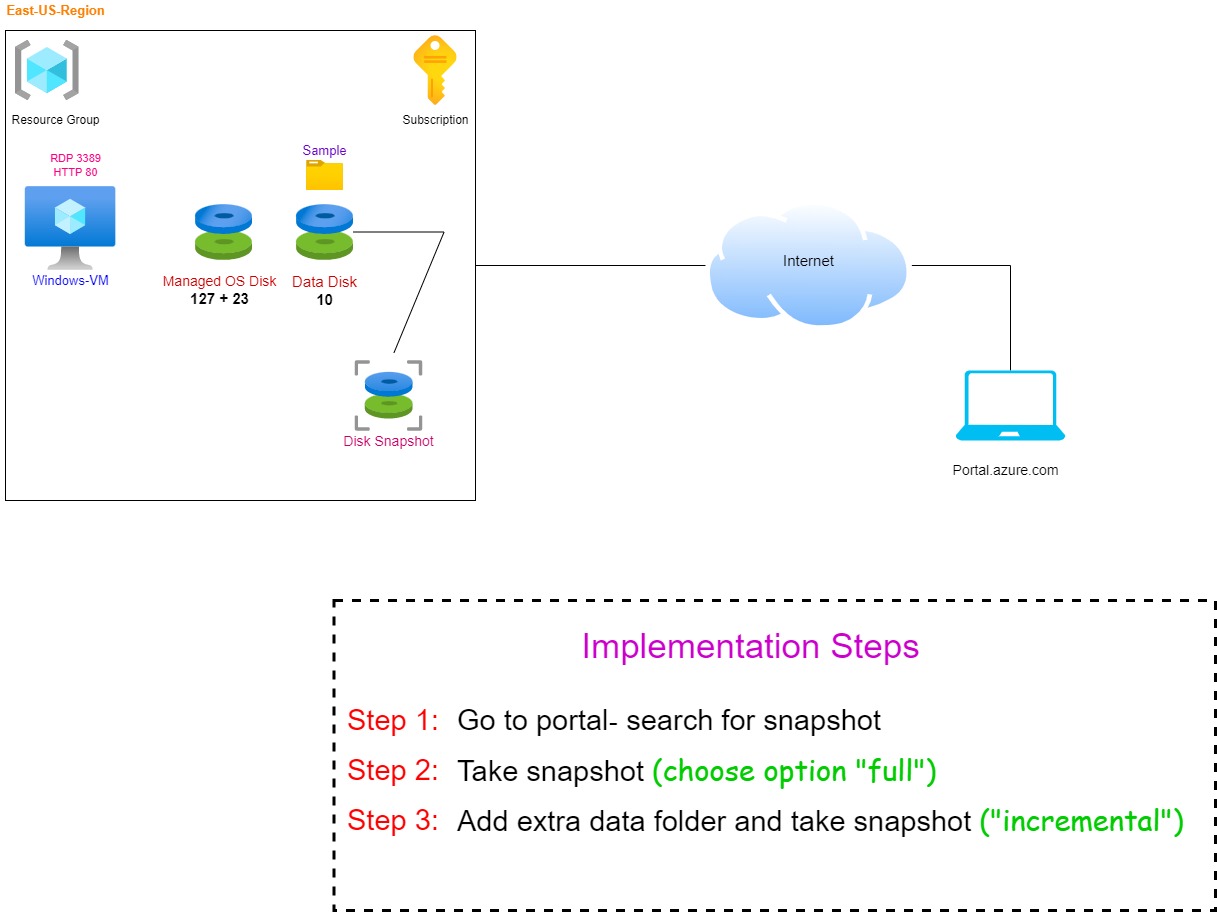 East-US-Region
Resource Group
Subscription
RDP 3389
HTTP 80
Sample
Windows-VM
Managed OS Disk
127 + 23
Data Disk
10
Disk Snapshot
Internet
Portal.azure.com
Implementation Steps
Step 1: Go to portal- search for snapshot
Step 2: Take snapshot (choose option "full")
Step 3: Add extra data folder and take snapshot ("incremental")